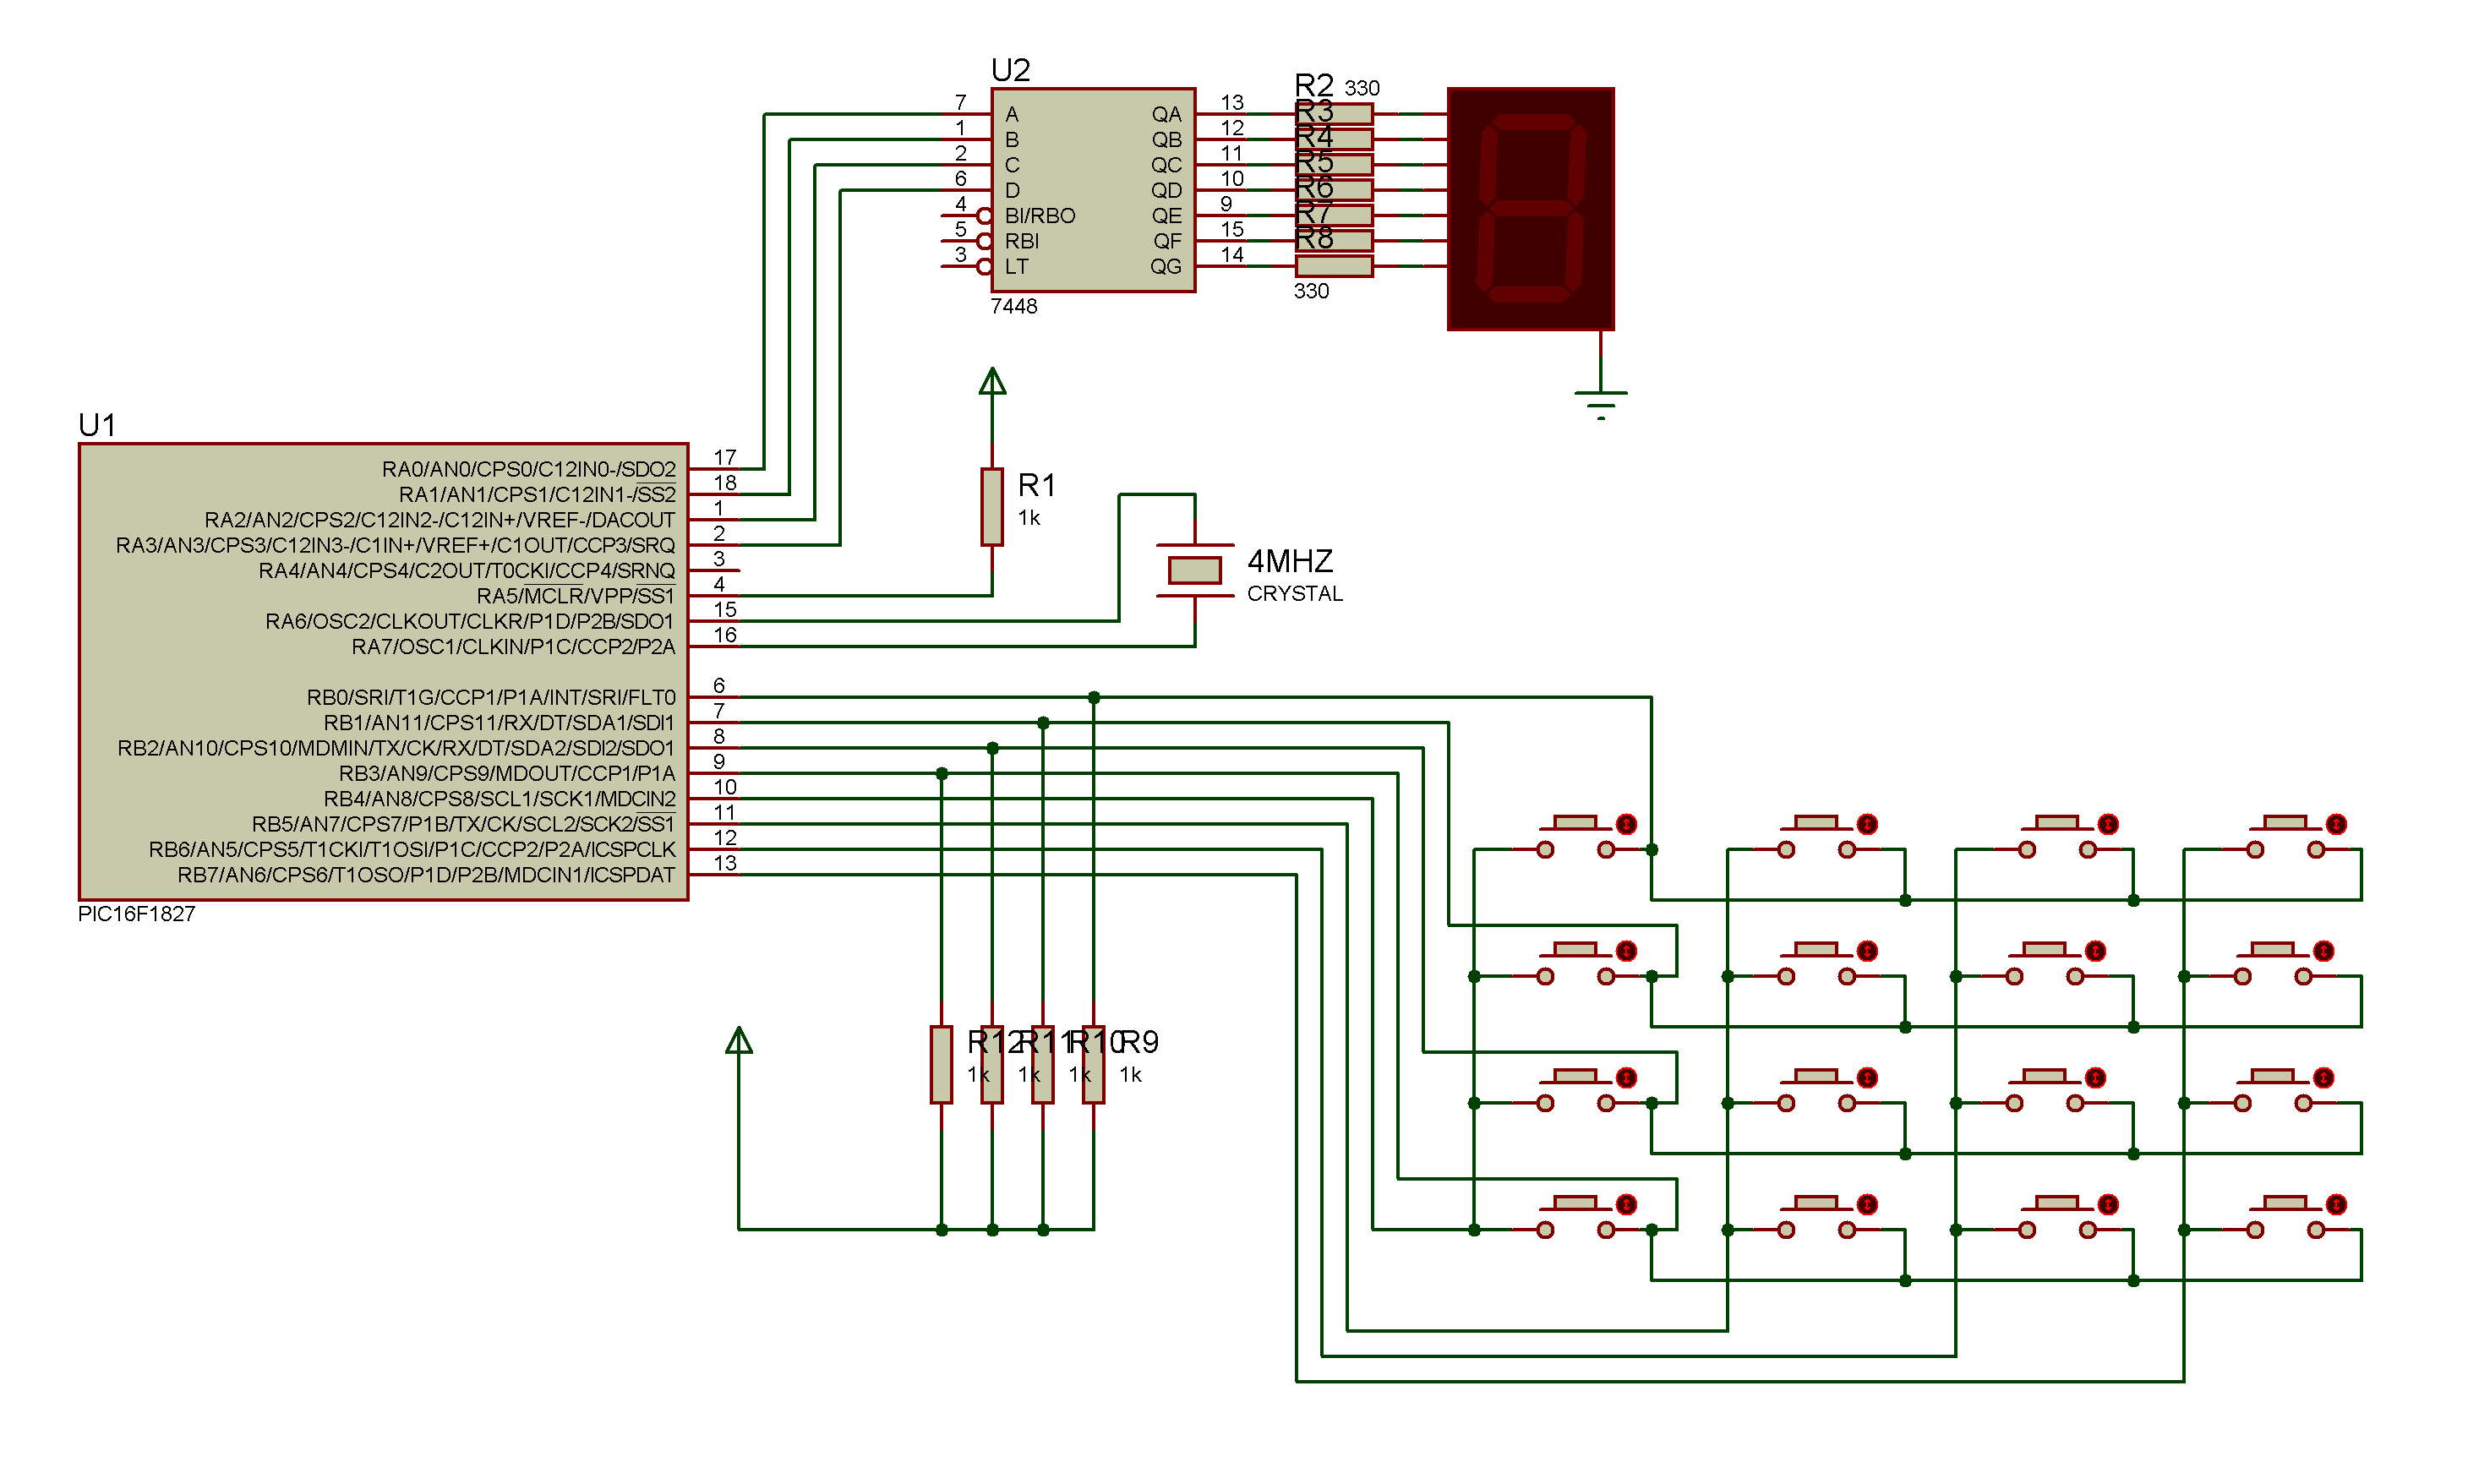 U2
7 A QA 13
1 B QB 12
2 C QC 11
6 D QD 10
4 BI/RBO QE 9
5 RBI QF 15
3 LT QG 14
7448
R2 330
R3
R4
R5
R6
R7
R8
330
U1
RA0/AN0/CPS0/C12IN0-/SDO2 17
RA1/AN1/CPS1/C12IN1-/SS2 18
RA2/AN2/CPS2/C12IN2-/C12IN+/VREF-/DACOUT 1
RA3/AN3/CPS3/C12IN3-/C1IN+/VREF+/C1OUT/CCP3/SRQ 2
RA4/AN4/CPS4/C2OUT/T0CKI/CCP4/SRNQ 3
RA5/MCLR/VPP/SS1 4
RA6/OSC2/CLKOUT/CLKR/P1D/P2B/SDO1 15
RA7/OSC1/CLKIN/P1C/CCP2/P2A 16
RB0/SRI/T1G/CCP1/P1A/INT/SRI/FLT0 6
RB1/AN11/CPS11/RX/DT/SDA1/SDI1 7
RB2/AN10/CPS10/MDMIN/TX/CK/RX/DT/SDA2/SDI2/SDO1 8
RB3/AN9/CPS9/MDOUT/CCP1/P1A 9
RB4/AN8/CPS8/SCL1/SCK1/MDCIN2 10
RB5/AN7/CPS7/P1B/TX/CK/SCL2/SCK2/SS1 11
RB6/AN5/CPS5/T1CKI/T1OSI/P1C/CCP2/P2A/ICSPCLK 12
RB7/AN6/CPS6/T1OSO/P1D/P2B/MDCIN1/ICSPDAT 13
PIC16F1827
R1
1k
4MHZ
CRYSTAL
R12 R11 R10 R9
1k 1k 1k 1k